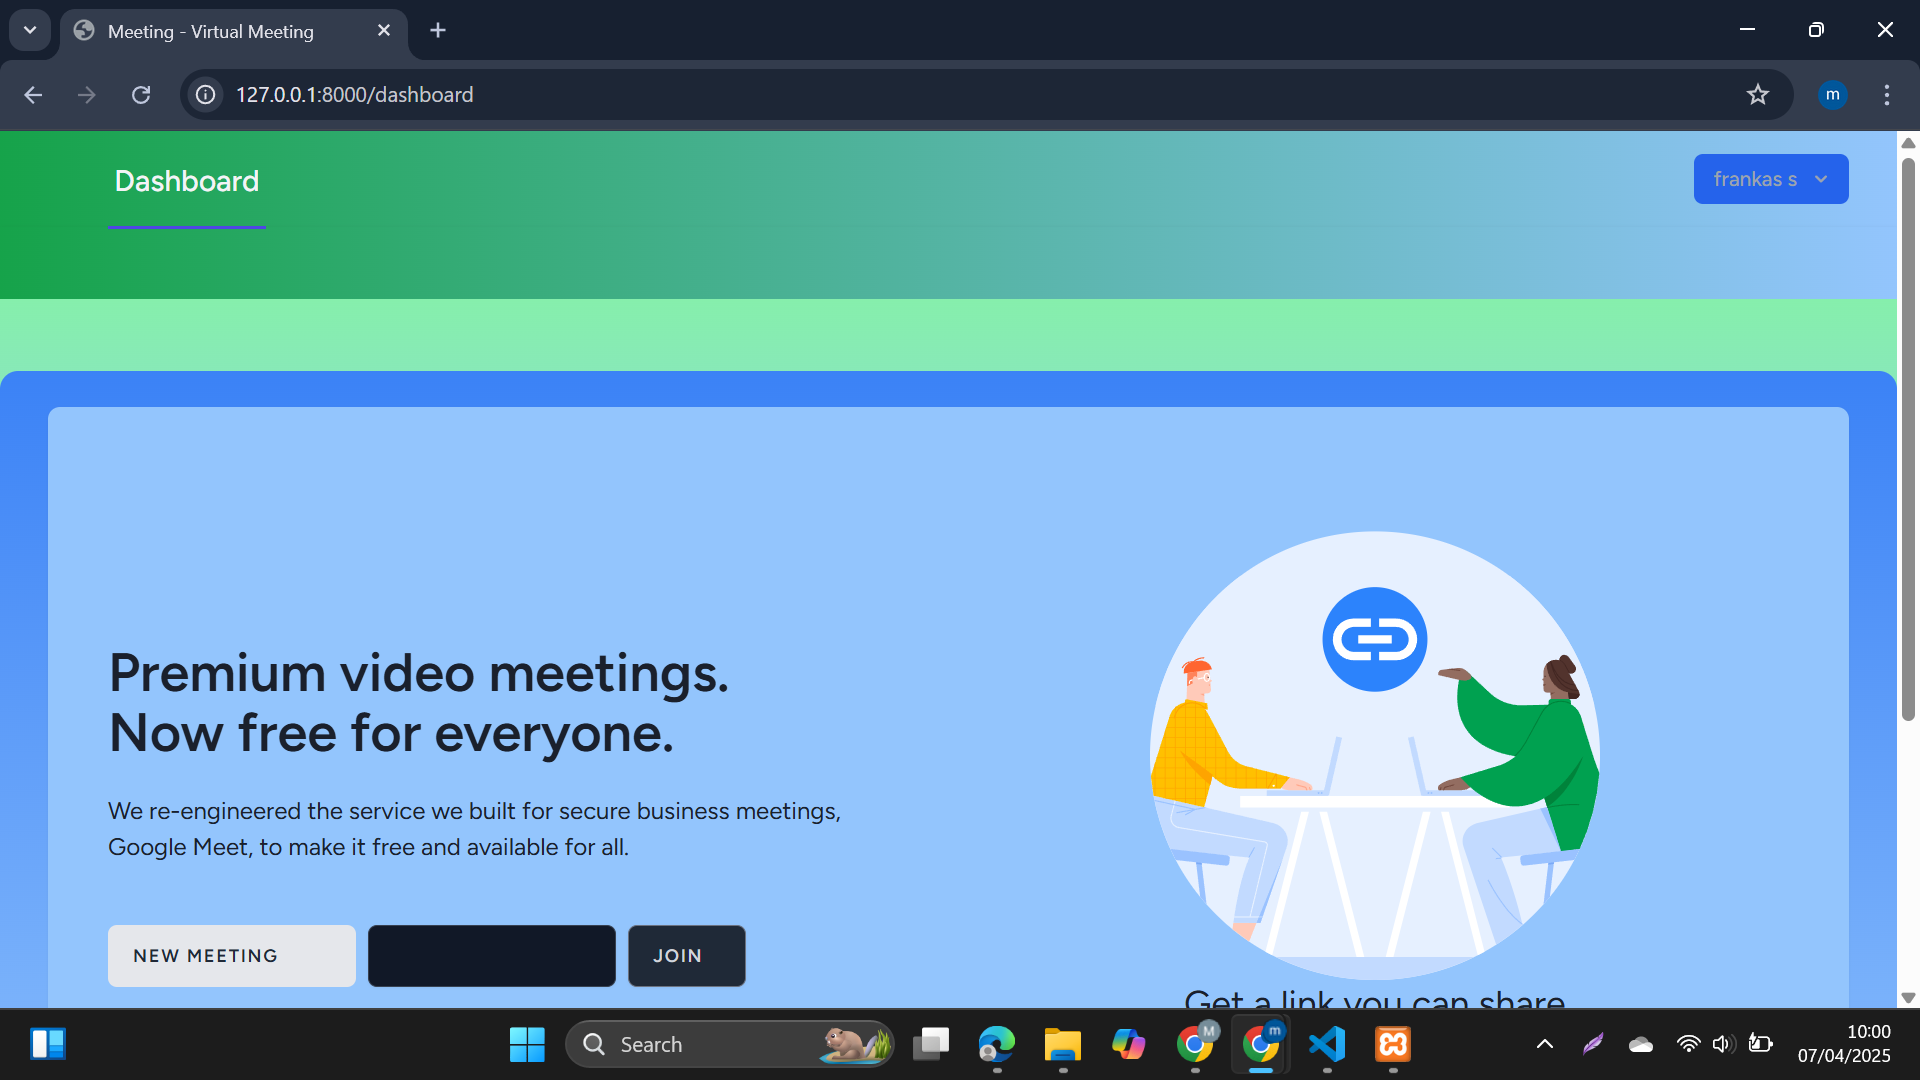 Meeting - Virtual Meeting
127.0.0.1:8000/dashboard
m
Dashboard
frankas s
Premium video meetings.
Now free for everyone.
We re-engineered the service we built for secure business meetings,
Google Meet, to make it free and available for all.
NEW MEETING
JOIN
Get a link you can share
Search
M
m
10:00
07/04/2025